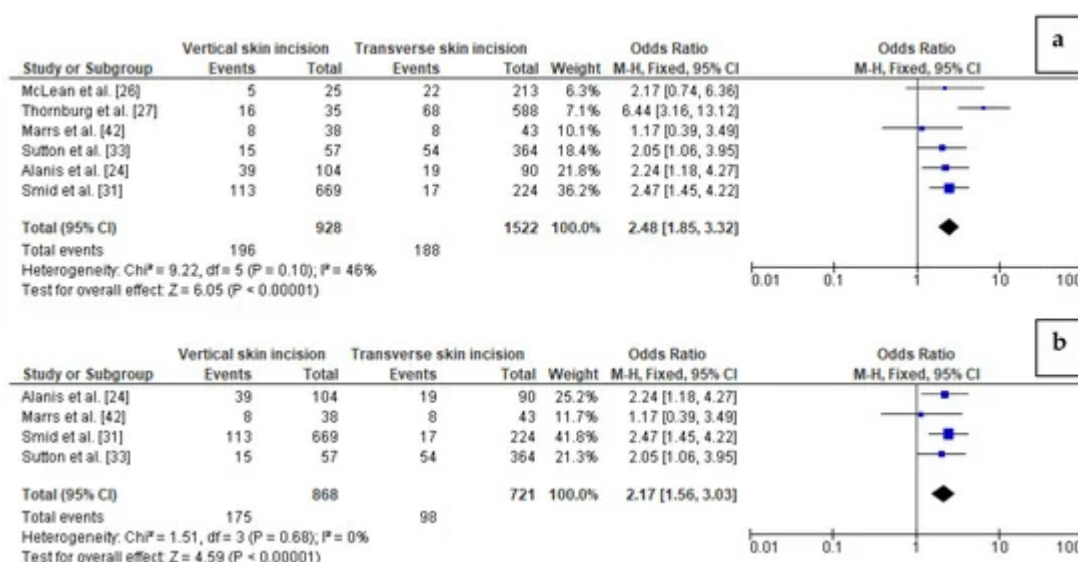 a
Vertical skin incision Transverse skin incision Odds Ratio Odds Ratio
Study or Subgroup Events Total Events Total Weight M-H, Fixed, 95% CI M-H, Fixed, 95% CI
McLean et al. [26] 5 25 22 213 6.3% 2.17 [0.74, 6.36]
Thornburg et al. [27] 16 35 68 588 7.1% 6.44 [3.16, 13.12]
Marrs et al. [42] 8 38 8 43 10.1% 1.17 [0.39, 3.49]
Sutton et al. [33] 15 57 54 364 18.4% 2.05 [1.06, 3.95]
Alanis et al. [24] 39 104 19 90 21.8% 2.24 [1.18, 4.27]
Smid et al. [31] 113 669 17 224 36.2% 2.47 [1.45, 4.22]
Total (95% CI) 928 1522 100.0% 2.48 [1.85, 3.32]
Total events 196 188
Heterogeneity: Chi² = 9.22, df = 5 (P = 0.10); I² = 46%
Test for overall effect: Z = 6.05 (P < 0.00001)
0.01 0.1 1 10 100
b
Vertical skin incision Transverse skin incision Odds Ratio Odds Ratio
Study or Subgroup Events Total Events Total Weight M-H, Fixed, 95% CI M-H, Fixed, 95% CI
Alanis et al. [24] 39 104 19 90 25.2% 2.24 [1.18, 4.27]
Marrs et al. [42] 8 38 8 43 11.7% 1.17 [0.39, 3.49]
Smid et al. [31] 113 669 17 224 41.8% 2.47 [1.45, 4.22]
Sutton et al. [33] 15 57 54 364 21.3% 2.05 [1.06, 3.95]
Total (95% CI) 868 721 100.0% 2.17 [1.56, 3.03]
Total events 175 98
Heterogeneity: Chi² = 1.51, df = 3 (P = 0.68); I² = 0%
Test for overall effect: Z = 4.59 (P < 0.00001)
0.01 0.1 1 10 100